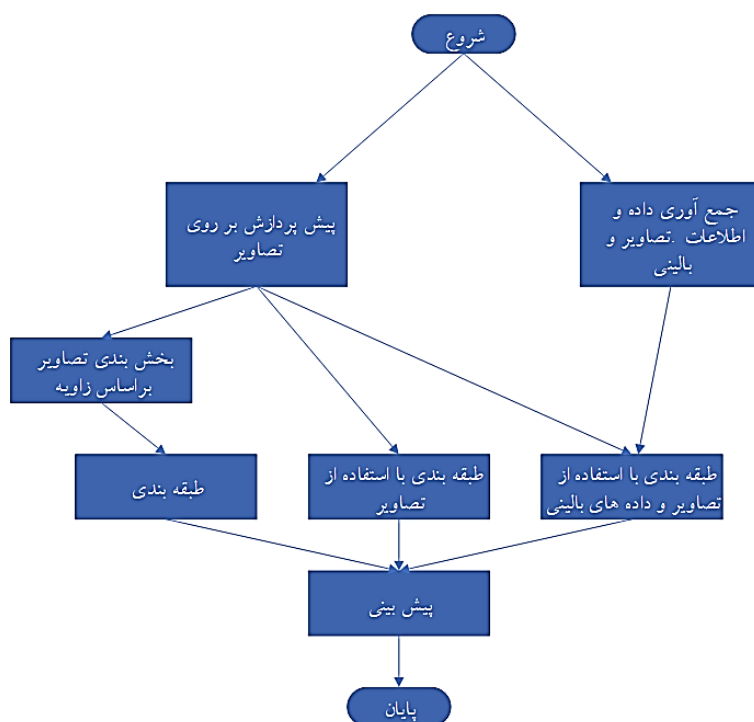 شروع
پیش پردازش بر روی
تصاویر
جمع آوری داده و
اطلاعات .تصاویر و
بالینی
بخش بندی تصاویر
براساس زاویه
طبقه بندی
طبقه بندی با استفاده از
تصاویر
طبقه بندی با استفاده از
تصاویر و داده های بالینی
پیش بینی
پایان